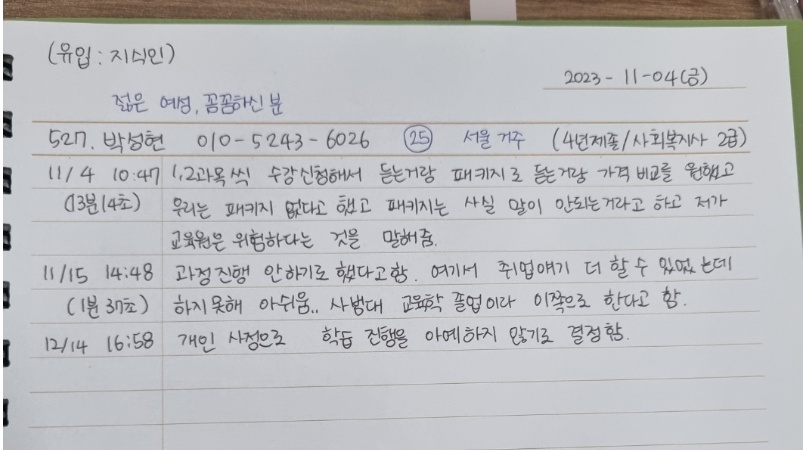 (유입 : 지식인)
2023-11-04(금)
젊은 여성, 꼼꼼하신 분
527. 박성현 010-5243-6026 25 서울 거주 (4년제졸/사회복지사 2급)
11/4 10:47 1,2과목씩 수강신청해서 듣는거랑 패키지로 듣는거랑 가격비교를 원했고
(13분14초) 우리는 패키지 없다고 했고 패키지는 사실 말이 안되는거라고 하고 저가
교육원은 위험하다는 것을 말해줌.
11/15 14:48 과정진행 안하기로 했다고함. 여기서 취업얘기 더 할 수 있었는데
(1분 37초) 하지못해 아쉬움.. 사범대 교육학 졸업이라 이쪽으로 한다고 함.
12/14 16:58 개인 사정으로 학습 진행을 아예하지 않기로 결정함.